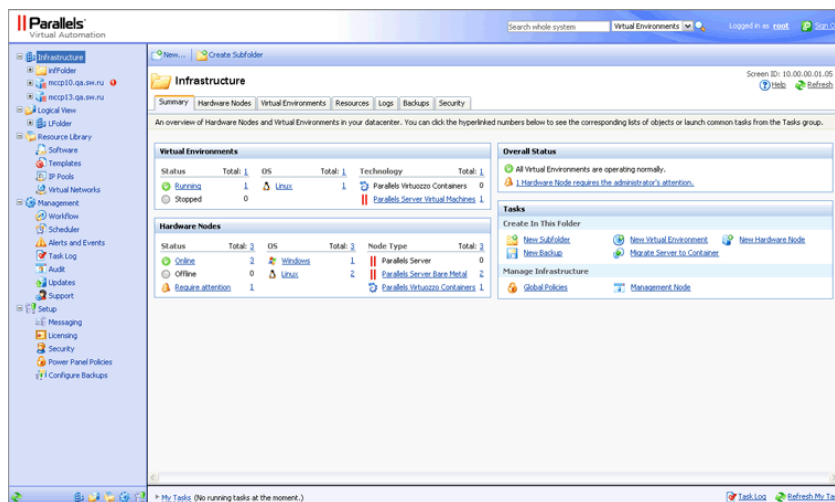 Parallels
Virtual Automation
Search whole system
Virtual Environments
Logged in as root
Sign O
Infrastructure
infFolder
mccp10.qa.sw.ru
mccp13.qa.sw.ru
Logical View
LFolder
Resource Library
Software
Templates
IP Pools
Virtual Networks
Management
Workflow
Scheduler
Alerts and Events
Task Log
Audit
Updates
Support
Setup
Messaging
Licensing
Security
Power Panel Policies
Configure Backups
New... Create Subfolder
Infrastructure
Screen ID: 10.00.00.01.05
Help Refresh
Summary Hardware Nodes Virtual Environments Resources Logs Backups Security
An overview of Hardware Nodes and Virtual Environments in your datacenter. You can click the hyperlinked numbers below to see the corresponding lists of objects or launch common tasks from the Tasks group.
Virtual Environments
Status Total: 1 OS Total: 1 Technology Total: 1
Running 1 Linux 1 Parallels Virtuozzo Containers 0
Stopped 0 Parallels Server Virtual Machines 1
Hardware Nodes
Status Total: 3 OS Total: 3 Node Type Total: 3
Online 3 Windows 1 Parallels Server 0
Offline 0 Linux 2 Parallels Server Bare Metal 2
Require attention 1 Parallels Virtuozzo Containers 1
Overall Status
All Virtual Environments are operating normally.
1 Hardware Node requires the administrator's attention.
Tasks
Create In This Folder
New Subfolder New Virtual Environment New Hardware Node
New Backup Migrate Server to Container
Manage Infrastructure
Global Policies Management Node
My Tasks (No running tasks at the moment.)
Task Log Refresh My Ta